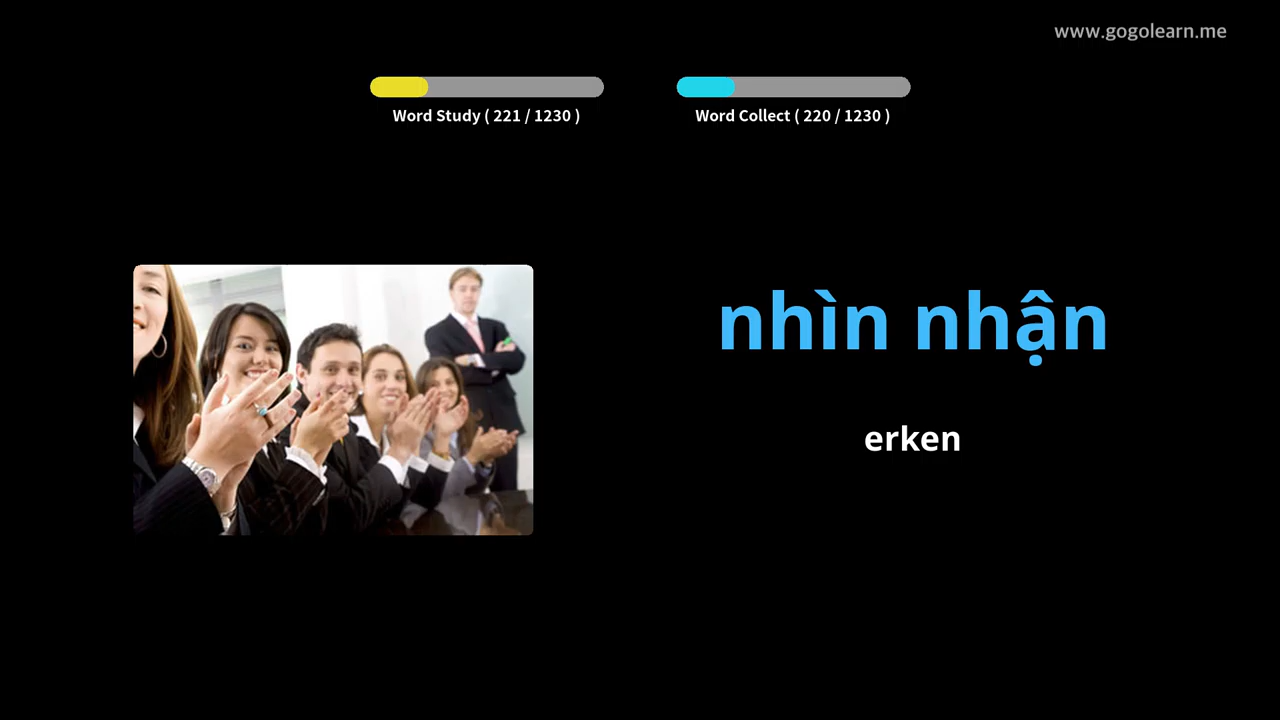 www.gogolearn.me
Word Study ( 221 / 1230 )
Word Collect ( 220 / 1230 )
nhìn nhận
erken